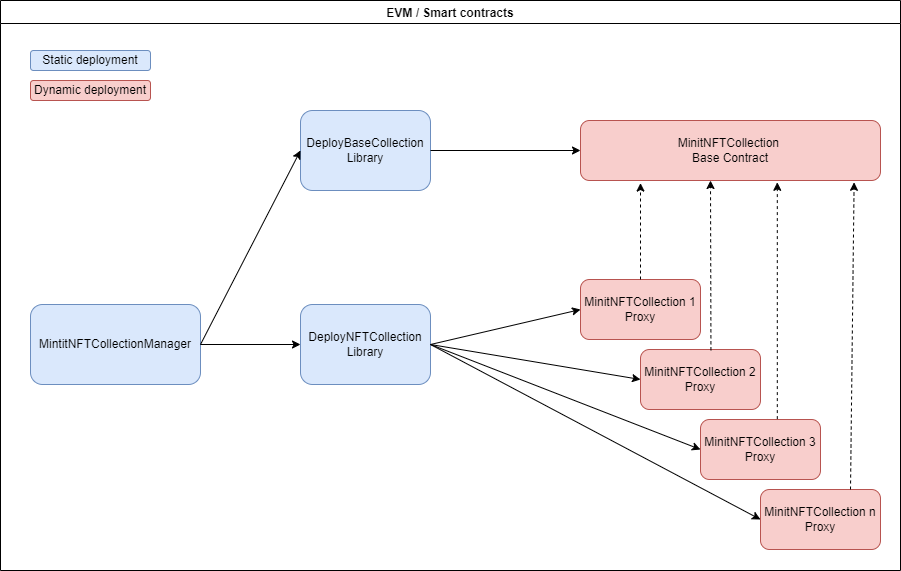 EVM / Smart contracts
Static deployment
Dynamic deployment
DeployBaseCollection
Library
MinitNFTCollection
Base Contract
MintitNFTCollectionManager
DeployNFTCollection
Library
MinitNFTCollection 1
Proxy
MinitNFTCollection 2
Proxy
MinitNFTCollection 3
Proxy
MinitNFTCollection n
Proxy